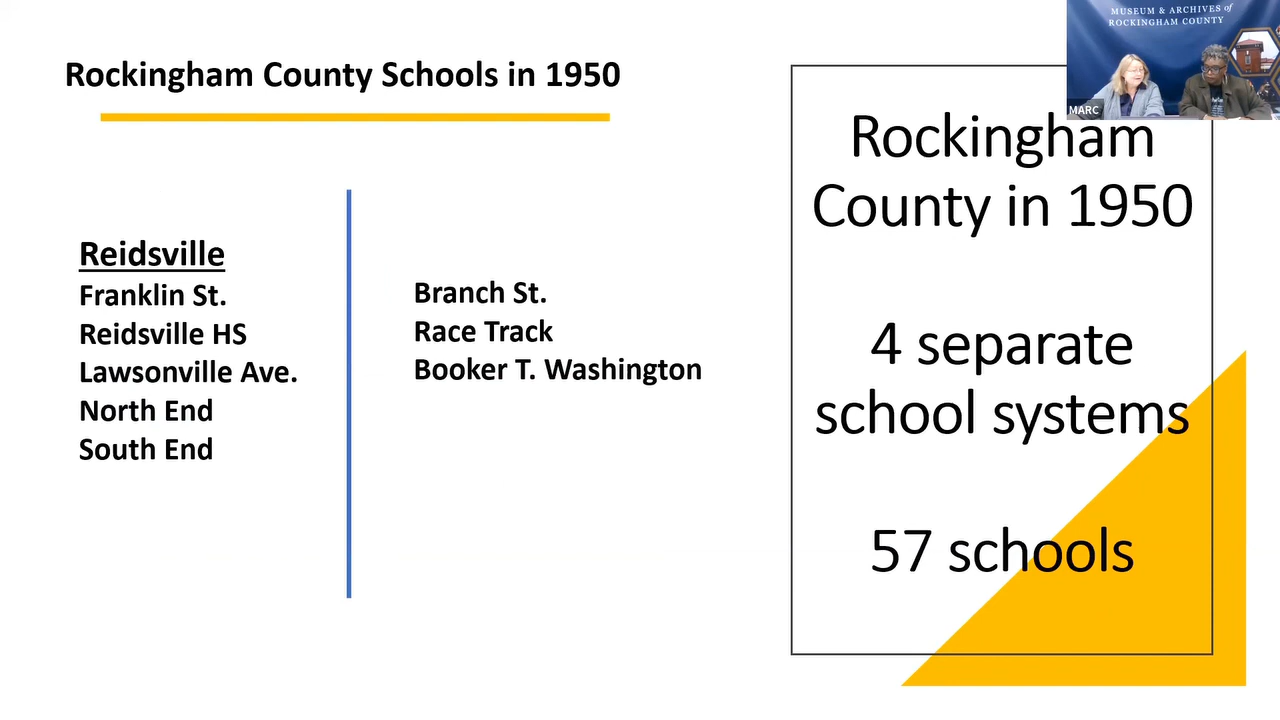 Rockingham County Schools in 1950
Reidsville
Franklin St.
Reidsville HS
Lawsonville Ave.
North End
South End
Branch St.
Race Track
Booker T. Washington
Rockingham
County in 1950
4 separate
school systems
57 schools
MUSEUM & ARCHIVES of
ROCKINGHAM COUNTY
MARC